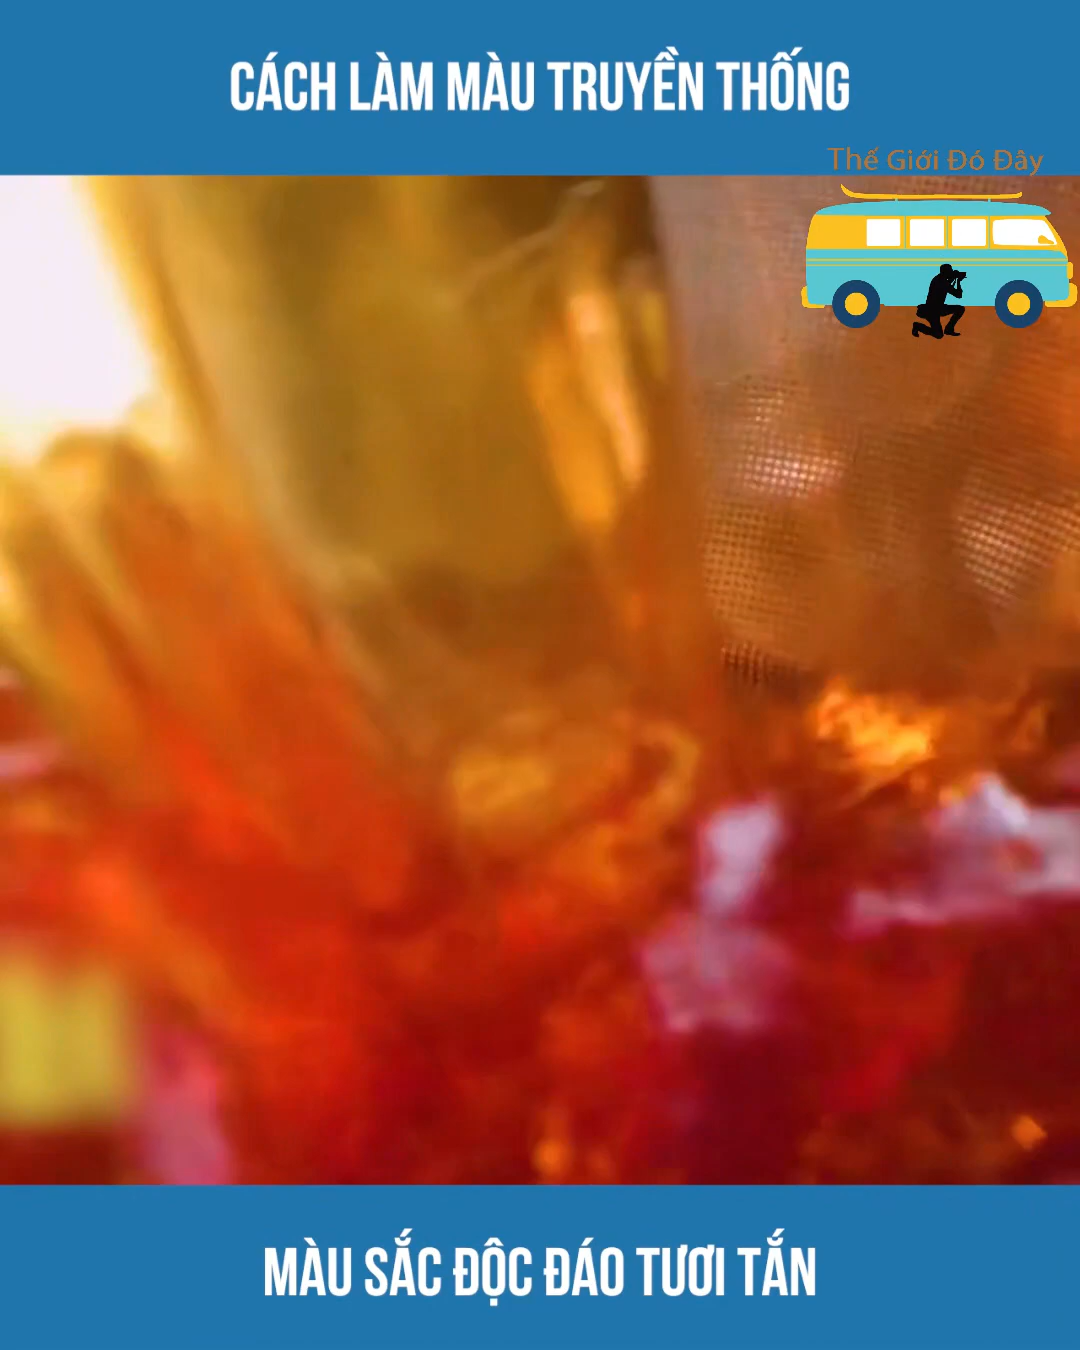 CÁCH LÀM MÀU TRUYỀN THỐNG
Thế Giới Đó Đây
MÀU SẮC ĐỘC ĐÁO TƯƠI TẮN